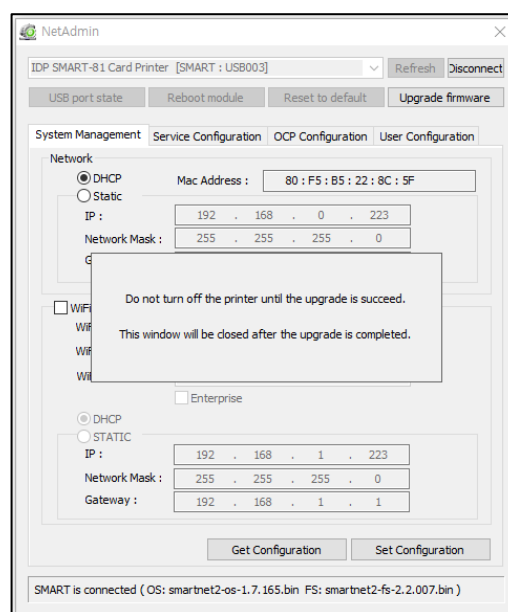 NetAdmin
IDP SMART-81 Card Printer [SMART : USB003] Refresh Disconnect
USB port state Reboot module Reset to default Upgrade firmware
System Management Service Configuration OCP Configuration User Configuration
Network
DHCP Mac Address : 80 : F5 : B5 : 22 : 8C : 5F
Static
IP : 192 . 168 . 0 . 223
Network Mask : 255 . 255 . 255 . 0
Do not turn off the printer until the upgrade is succeed.
This window will be closed after the upgrade is completed.
Enterprise
DHCP
STATIC
IP : 192 . 168 . 1 . 223
Network Mask : 255 . 255 . 255 . 0
Gateway : 192 . 168 . 1 . 1
Get Configuration Set Configuration
SMART is connected ( OS: smartnet2-os-1.7.165.bin FS: smartnet2-fs-2.2.007.bin )